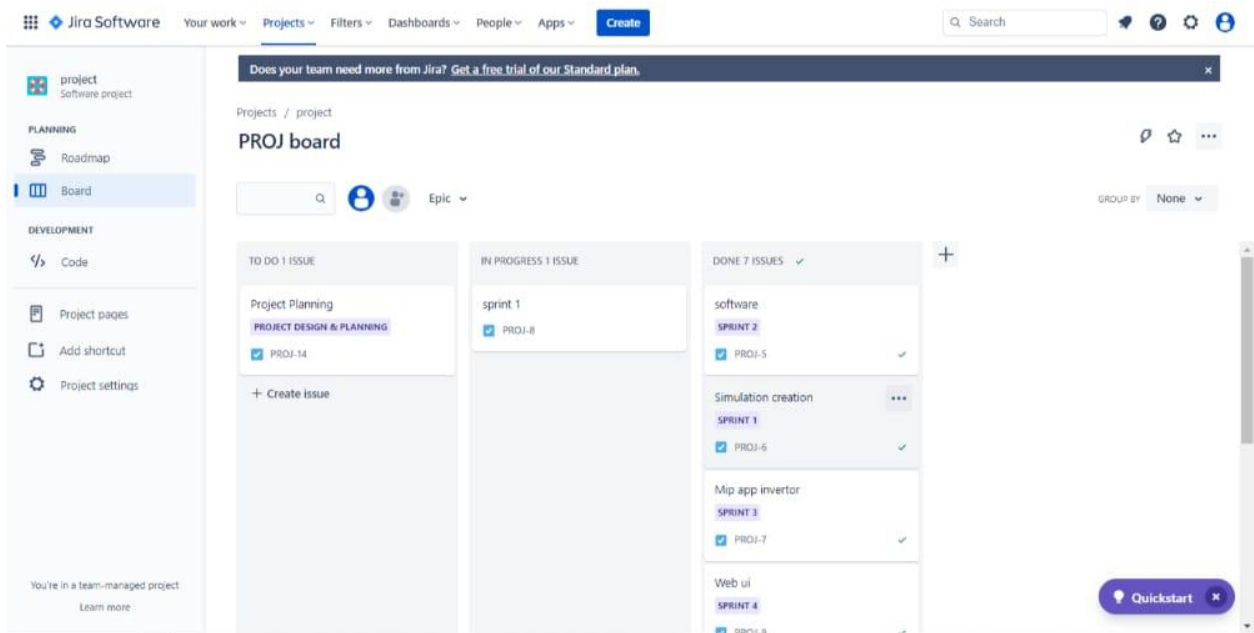 Jira Software
Your work Projects Filters Dashboards People Apps Create
Search
project
Software project
PLANNING
Roadmap
Board
DEVELOPMENT
Code
Project pages
Add shortcut
Project settings
You're in a team-managed project
Learn more
Does your team need more from Jira? Get a free trial of our Standard plan.
Projects / project
PROJ board
Epic
GROUP BY None
TO DO 1 ISSUE
Project Planning
PROJECT DESIGN & PLANNING
PROJ-14
+ Create issue
IN PROGRESS 1 ISSUE
sprint 1
PROJ-8
DONE 7 ISSUES
software
SPRINT 2
PROJ-5
Simulation creation
SPRINT 1
PROJ-6
Mip app invertor
SPRINT 3
PROJ-7
Web ui
SPRINT 4
Quickstart